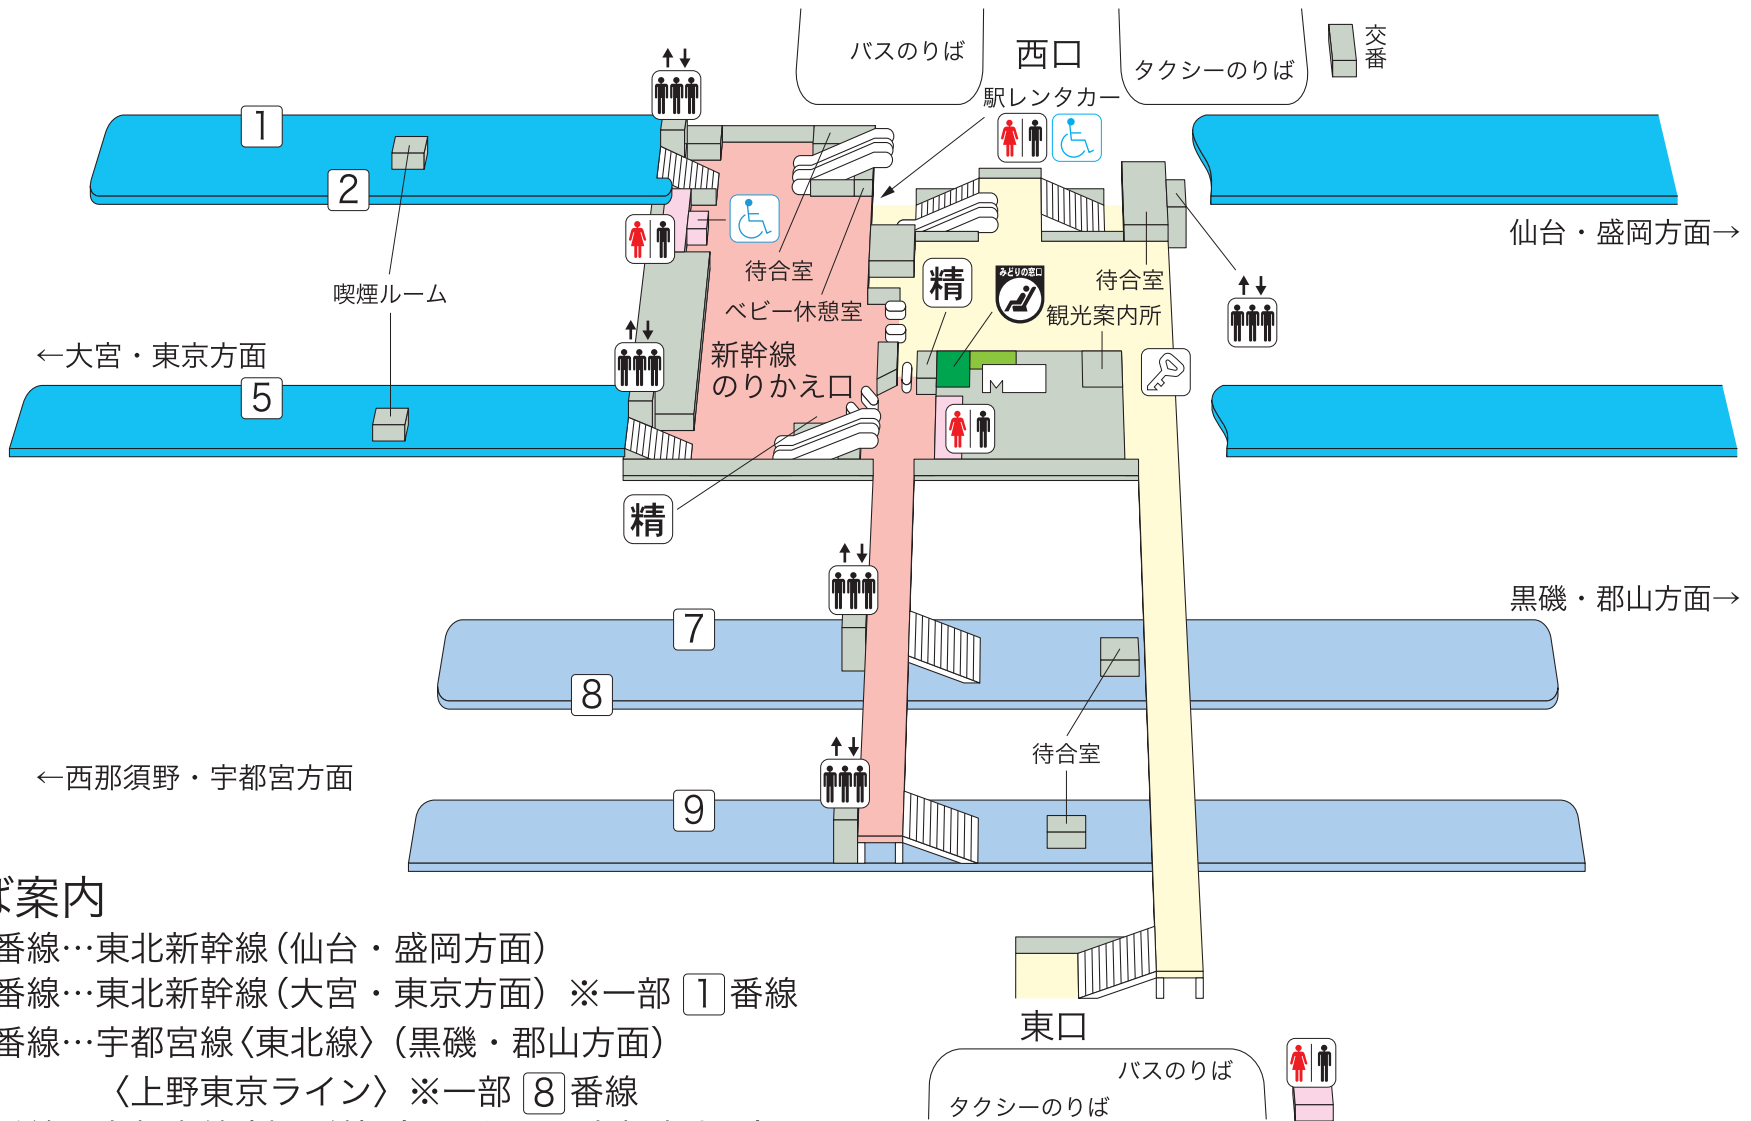 バスのりば
西口
タクシーのりば
交番
駅レンタカー
1
2
仙台・盛岡方面→
待合室
ベビー休憩室
喫煙ルーム
精
みどりの窓口
待合室
観光案内所
←大宮・東京方面
新幹線
のりかえ口
5
精
黒磯・郡山方面→
7
8
待合室
←西那須野・宇都宮方面
9
ば案内
番線…東北新幹線(仙台・盛岡方面)
番線…東北新幹線(大宮・東京方面)※一部 1 番線
番線…宇都宮線〈東北線〉(黒磯・郡山方面)
〈上野東京ライン〉※一部 8 番線
東口
バスのりば
タクシーのりば